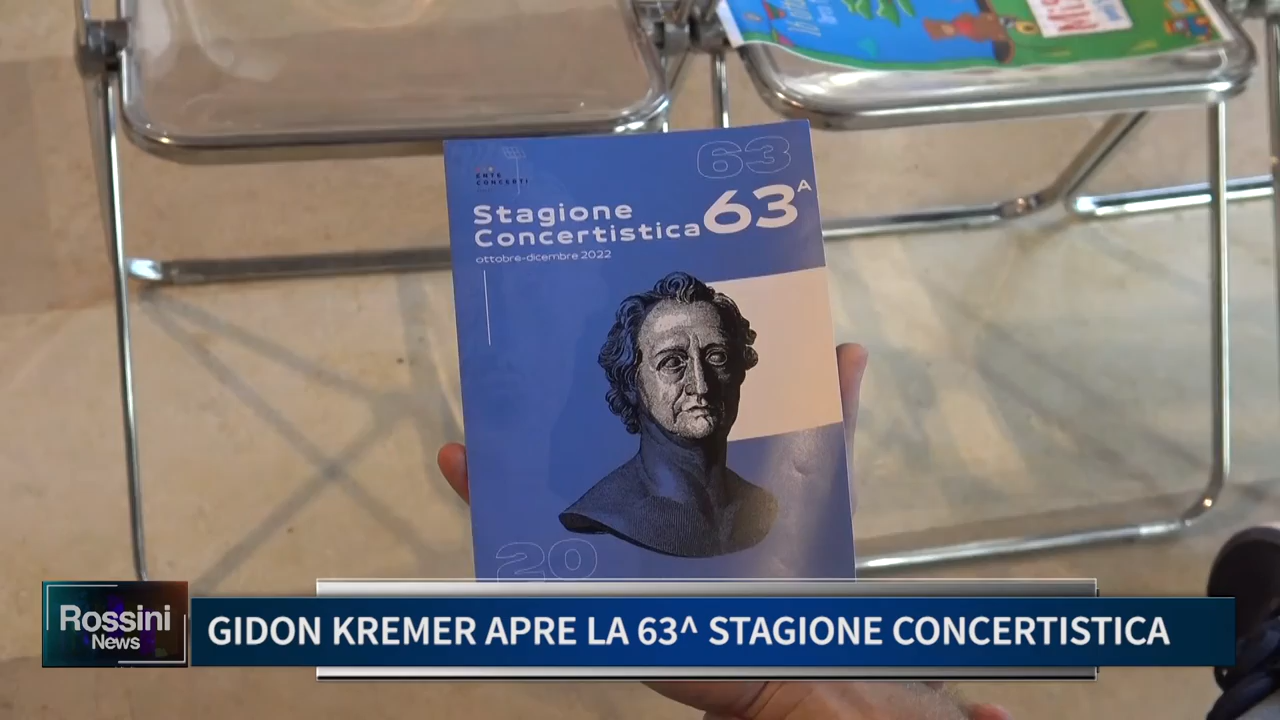 63
ENTE
CONCERTI
Stagione
Concertistica 63ᴬ
ottobre-dicembre 2022
20
Rossini
News
GIDON KREMER APRE LA 63^ STAGIONE CONCERTISTICA